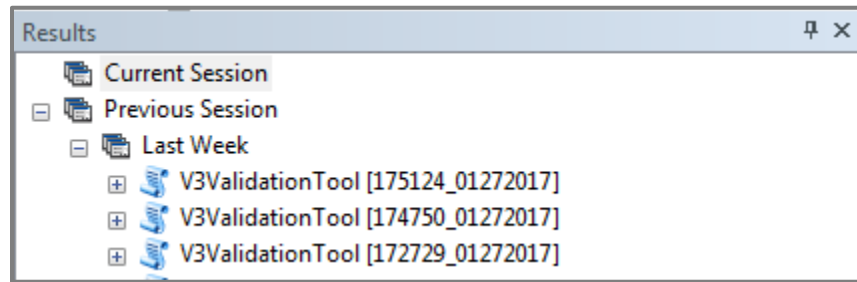 Results
Current Session
Previous Session
Last Week
V3ValidationTool [175124_01272017]
V3ValidationTool [174750_01272017]
V3ValidationTool [172729_01272017]